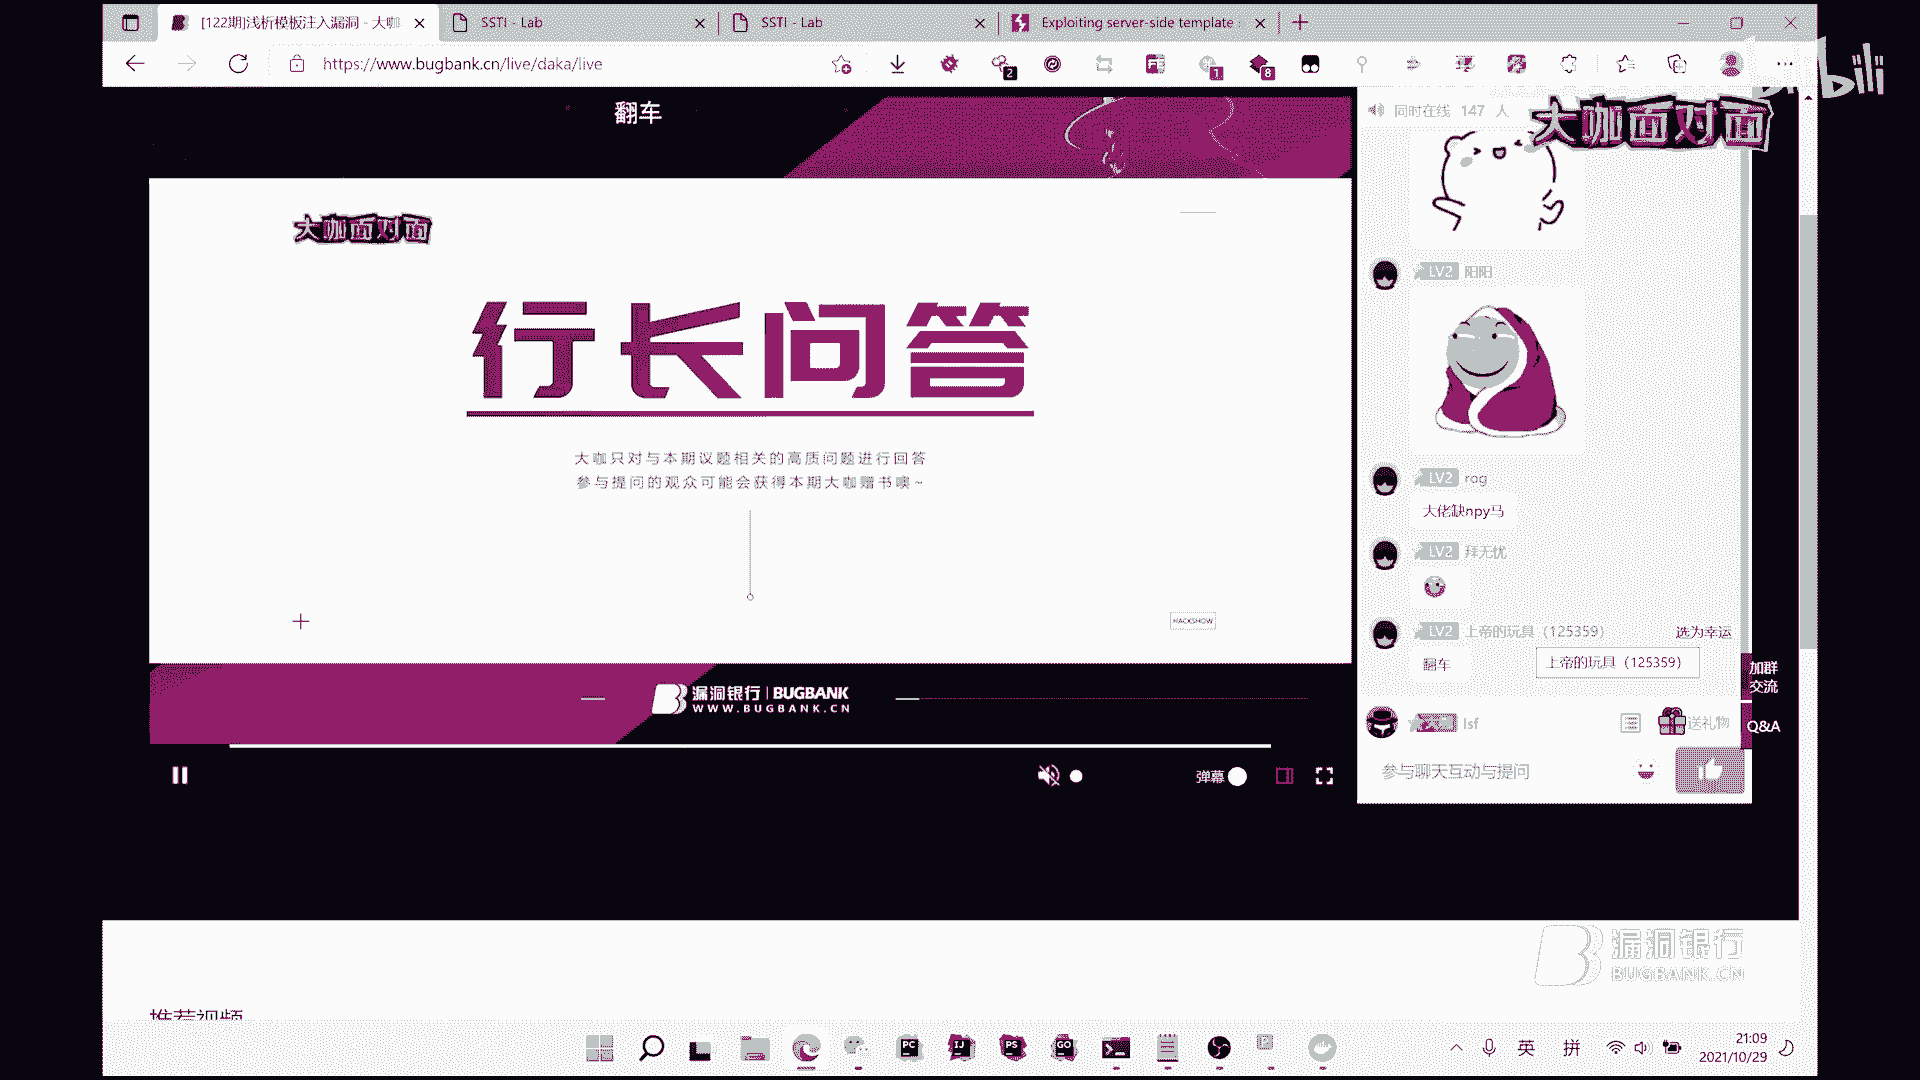 [122期]浅析模板注入漏洞 - 大咖
SSTI - Lab
SSTI - Lab
Exploiting server-side template
https://www.bugbank.cn/live/daka/live
2
1
8
bilibili
翻车
同时在线 147 人
大咖面对面
大咖面对面
行长问答
大咖只对与本期议题相关的高质问题进行回答
参与提问的观众可能会获得本期大咖赠书噢~
HACKSHOW
漏洞银行 | BUGBANK
WWW.BUGBANK.CN
弹幕
LV2 阳阳
LV2 rog
大佬缺npy马
LV2 拜无忧
LV2 上帝的玩具（125359） 选为幸运
翻车
上帝的玩具（125359）
加群
交流
lsf
送礼物
Q&A
参与聊天互动与提问
漏洞银行
BUGBANK.CN
推荐视频
PC
IJ
PS
GO
英
拼
21:09
2021/10/29